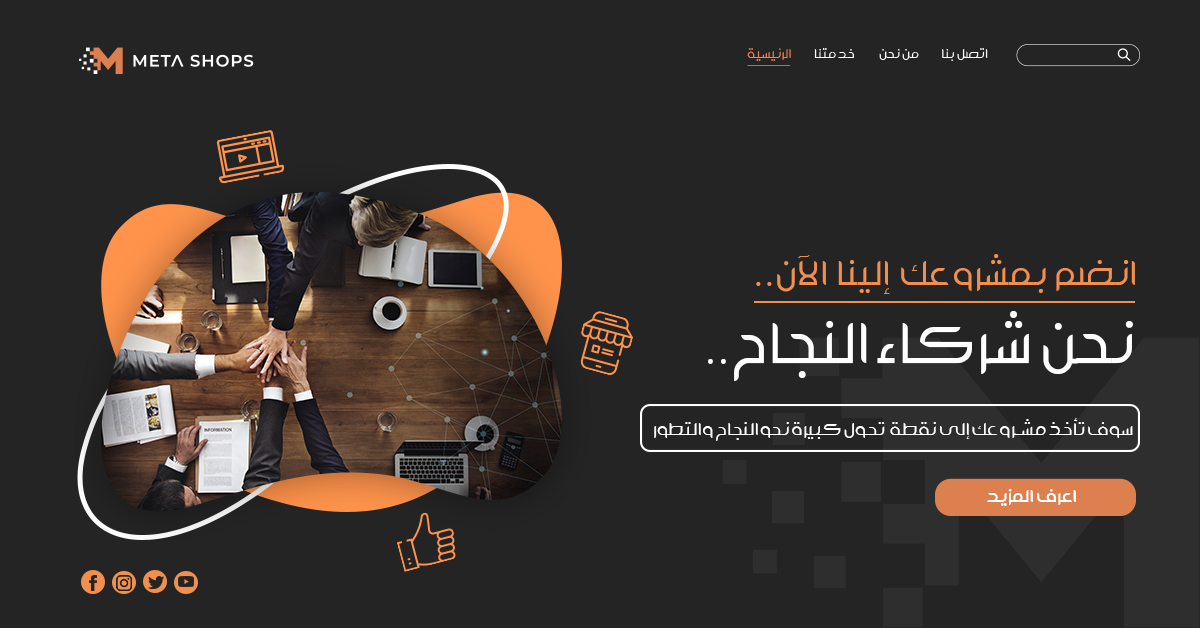 META SHOPS
الرئيسية خدمتنا من نحن اتصل بنا
انضم بمشروعك إلينا الآن..
نحن شركاء النجاح..
سوف تأخذ مشروعك إلى نقطة تحول كبيرة نحو النجاح والتطور
اعرف المزيد
INFORMATION